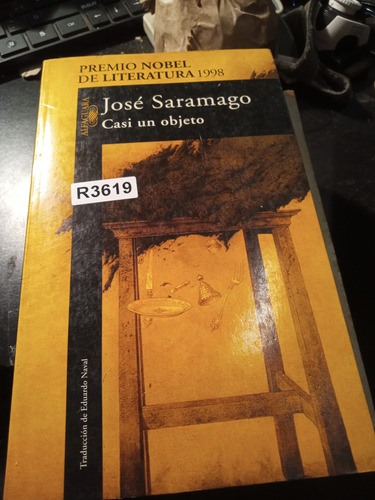 PREMIO NOBEL
DE LITERATURA 1998
ALFAGUARA
José Saramago
Casi un objeto
R3619
Traducción de Eduardo Naval